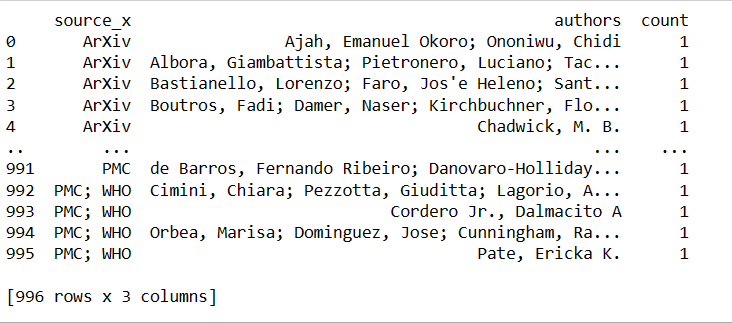 source_x authors count
0 ArXiv Ajah, Emanuel Okoro; Ononiwu, Chidi 1
1 ArXiv Albora, Giambattista; Pietronero, Luciano; Tac... 1
2 ArXiv Bastianello, Lorenzo; Faro, Jos'e Heleno; Sant... 1
3 ArXiv Boutros, Fadi; Damer, Naser; Kirchbuchner, Flo... 1
4 ArXiv Chadwick, M. B. 1
.. ... ... ...
991 PMC de Barros, Fernando Ribeiro; Danovaro-Holliday... 1
992 PMC; WHO Cimini, Chiara; Pezzotta, Giuditta; Lagorio, A... 1
993 PMC; WHO Cordero Jr., Dalmacito A 1
994 PMC; WHO Orbea, Marisa; Dominguez, Jose; Cunningham, Ra... 1
995 PMC; WHO Pate, Ericka K. 1
[996 rows x 3 columns]